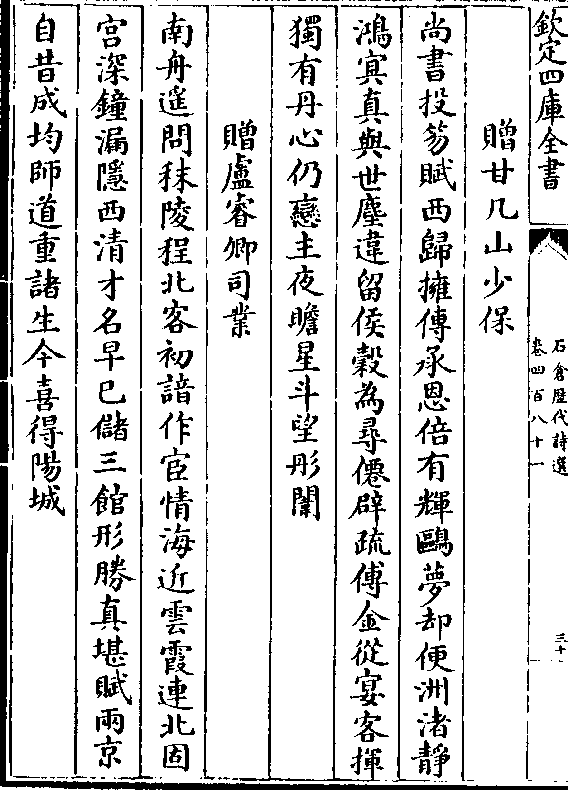 欽定四庫全書
石倉歷代詩選
卷四百八十一
三十
贈甘几山少保
尚書投笏賦西歸擁傳承恩倍有輝鷗夢却便洲渚靜
鴻冥真與世塵違留侯穀為尋僊辟疏傅金從宴客揮
獨有丹心仍戀主夜瞻星斗望彤闈
贈盧睿卿司業
南舟遥問秣陵程北客初諳作宦情海近雲霞連北固
宫深鐘漏隱西清才名早已儲三館形勝真堪賦兩京
自昔成均師道重諸生今喜得陽城